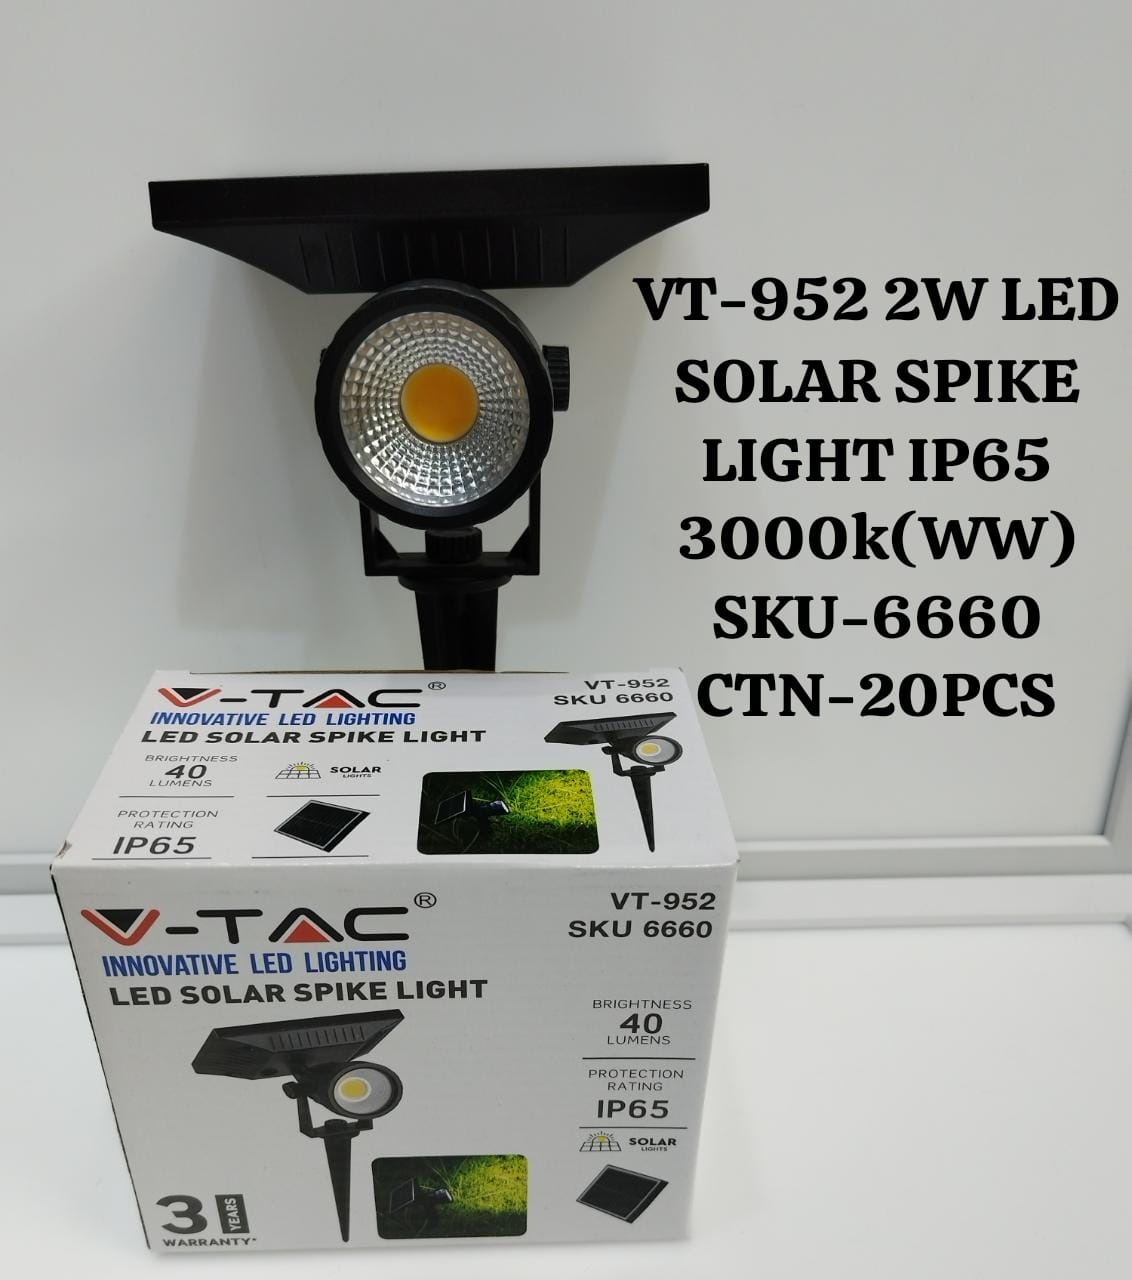 VT-952 2W LED
SOLAR SPIKE
LIGHT IP65
3000k(WW)
SKU-6660
CTN-20PCS
V-TAC®
INNOVATIVE LED LIGHTING
LED SOLAR SPIKE LIGHT
VT-952
SKU 6660
BRIGHTNESS
40
LUMENS
SOLAR
LIGHTS
PROTECTION
RATING
IP65
V-TAC®
INNOVATIVE LED LIGHTING
LED SOLAR SPIKE LIGHT
VT-952
SKU 6660
BRIGHTNESS
40
LUMENS
PROTECTION
RATING
IP65
SOLAR
LIGHTS
3 YEARS
WARRANTY*